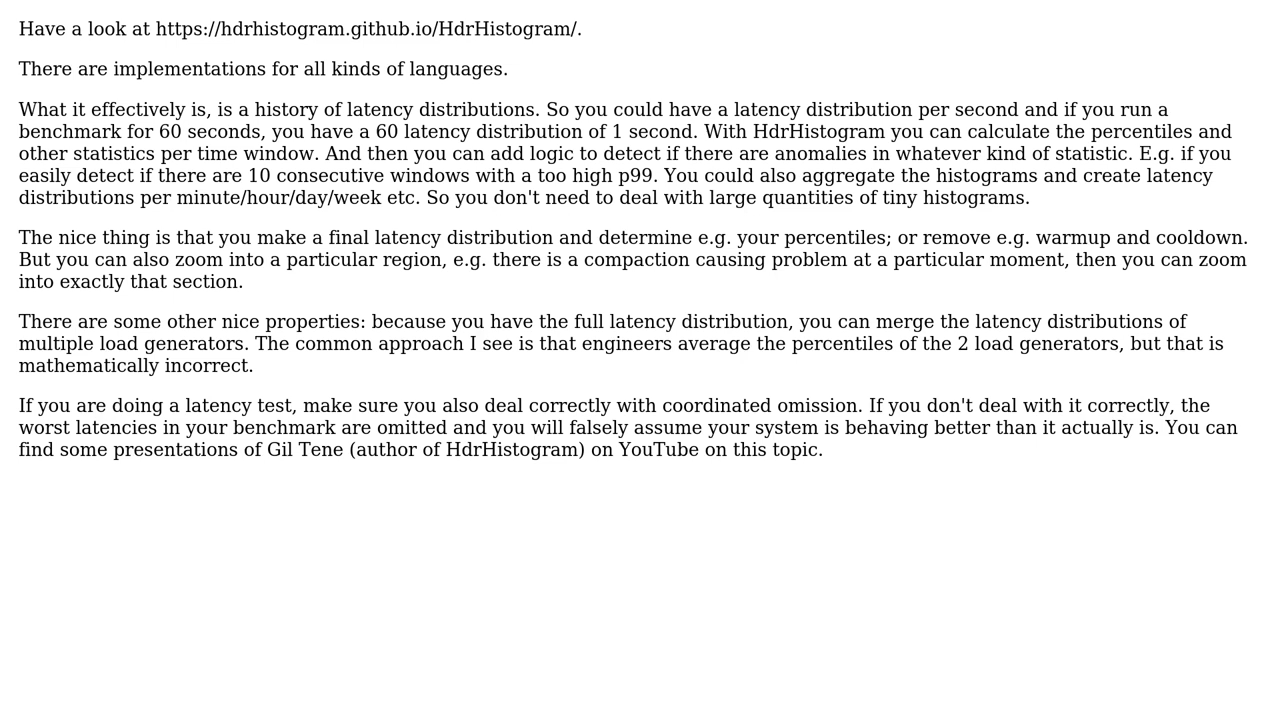 Have a look at https://hdrhistogram.github.io/HdrHistogram/.
There are implementations for all kinds of languages.
What it effectively is, is a history of latency distributions. So you could have a latency distribution per second and if you run a
benchmark for 60 seconds, you have a 60 latency distribution of 1 second. With HdrHistogram you can calculate the percentiles and
other statistics per time window. And then you can add logic to detect if there are anomalies in whatever kind of statistic. E.g. if you
easily detect if there are 10 consecutive windows with a too high p99. You could also aggregate the histograms and create latency
distributions per minute/hour/day/week etc. So you don't need to deal with large quantities of tiny histograms.
The nice thing is that you make a final latency distribution and determine e.g. your percentiles; or remove e.g. warmup and cooldown.
But you can also zoom into a particular region, e.g. there is a compaction causing problem at a particular moment, then you can zoom
into exactly that section.
There are some other nice properties: because you have the full latency distribution, you can merge the latency distributions of
multiple load generators. The common approach I see is that engineers average the percentiles of the 2 load generators, but that is
mathematically incorrect.
If you are doing a latency test, make sure you also deal correctly with coordinated omission. If you don't deal with it correctly, the
worst latencies in your benchmark are omitted and you will falsely assume your system is behaving better than it actually is. You can
find some presentations of Gil Tene (author of HdrHistogram) on YouTube on this topic.